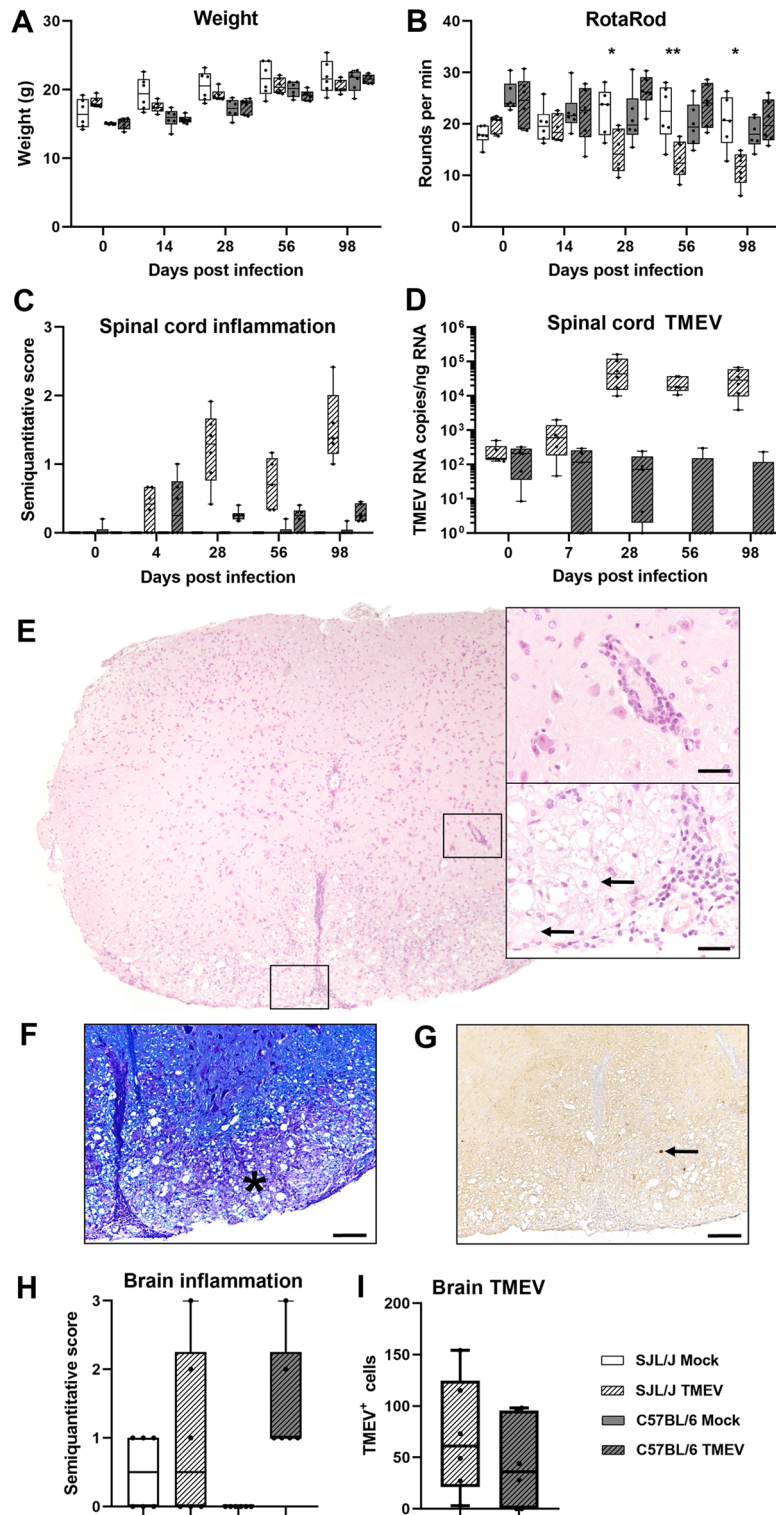 A
Weight
Weight (g)
30
20
10
0
0 14 28 56 98
Days post infection
B
RotaRod
Rounds per min
40
30
20
10
0
* ** *
0 14 28 56 98
Days post infection
C
Spinal cord inflammation
Semiquantitative score
3
2
1
0
0 4 28 56 98
Days post infection
D
Spinal cord TMEV
TMEV RNA copies/ng RNA
10⁶
10⁵
10⁴
10³
10²
10¹
10⁰
0 7 28 56 98
Days post infection
E
F
*
G
H
Brain inflammation
Semiquantitative score
3
2
1
0
I
Brain TMEV
TMEV⁺ cells
200
150
100
50
0
SJL/J Mock
SJL/J TMEV
C57BL/6 Mock
C57BL/6 TMEV